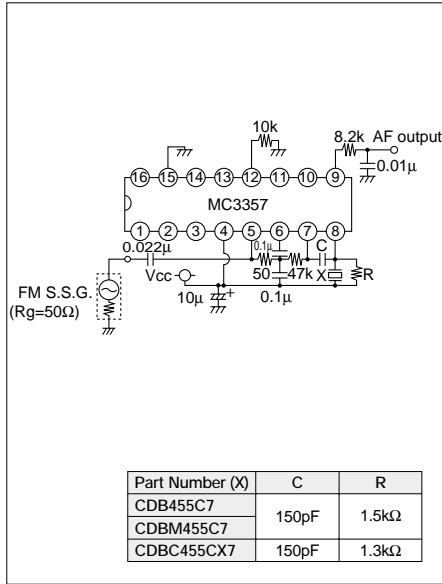 10k
8.2k AF output
0.01μ
16 15 14 13 12 11 10 9
MC3357
1 2 3 4 5 6 7 8
0.022μ
0.1μ
C
Vcc
50 47k
X
R
FM S.S.G.
(Rg=50Ω)
10μ
+
0.1μ
Part Number (X) C R
CDB455C7 150pF 1.5kΩ
CDBM455C7
CDBC455CX7 150pF 1.3kΩ